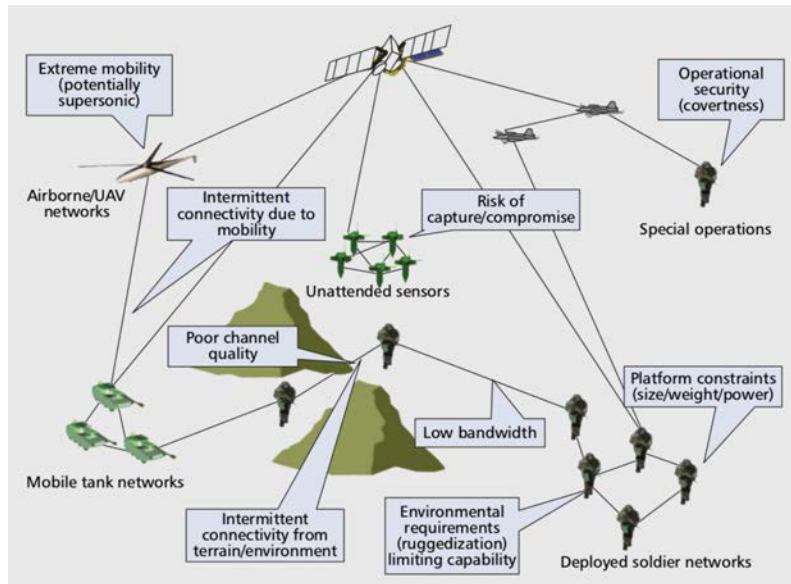 Extreme mobility
(potentially
supersonic)
Operational
security
(covertness)
Airborne/UAV
networks
Intermittent
connectivity due to
mobility
Risk of
capture/compromise
Special operations
Unattended sensors
Poor channel
quality
Platform constraints
(size/weight/power)
Low bandwidth
Mobile tank networks
Intermittent
connectivity from
terrain/environment
Environmental
requirements
(ruggedization)
limiting capability
Deployed soldier networks